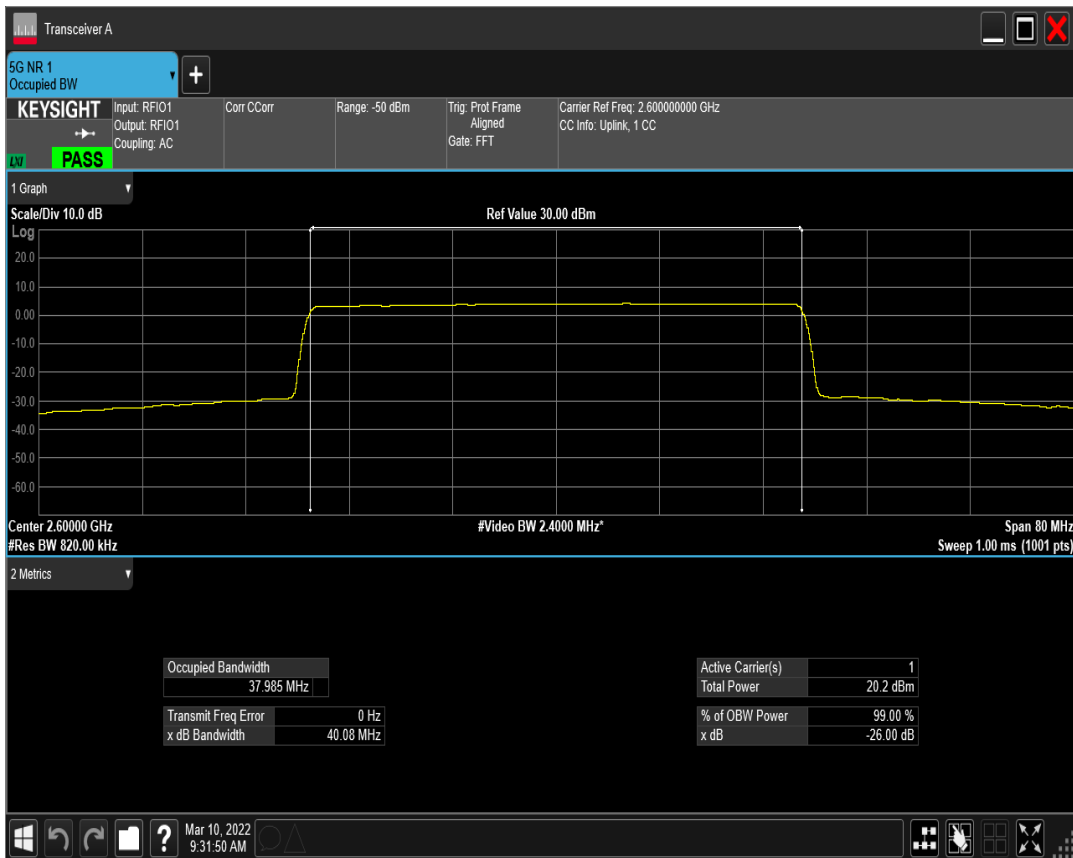 Transceiver A
5G NR 1
Occupied BW
+
KEYSIGHT
LXI
PASS
Input: RFIO1
Output: RFIO1
Coupling: AC
Corr CCorr
Range: -50 dBm
Trig: Prot Frame
Aligned
Gate: FFT
Carrier Ref Freq: 2.600000000 GHz
CC Info: Uplink, 1 CC
1 Graph
Scale/Div 10.0 dB
Ref Value 30.00 dBm
Log
20.0
10.0
0.00
-10.0
-20.0
-30.0
-40.0
-50.0
-60.0
Center 2.60000 GHz
#Video BW 2.4000 MHz*
Span 80 MHz
#Res BW 820.00 kHz
Sweep 1.00 ms (1001 pts)
2 Metrics
Occupied Bandwidth
37.985 MHz
Transmit Freq Error 0 Hz
x dB Bandwidth 40.08 MHz
Active Carrier(s) 1
Total Power 20.2 dBm
% of OBW Power 99.00 %
x dB -26.00 dB
?
Mar 10, 2022
9:31:50 AM